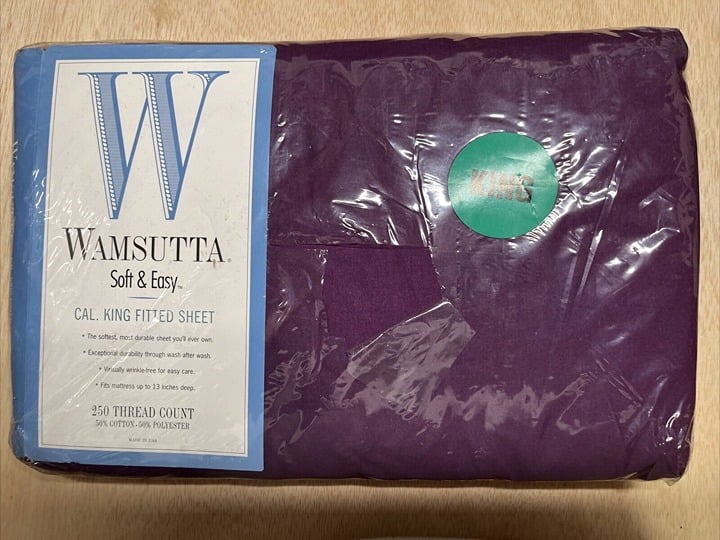 W
WAMSUTTA®
Soft & Easy™
CAL. KING FITTED SHEET
• The softest, most durable sheet you'll ever own.
• Exceptional durability through wash after wash.
• Virtually wrinkle-free for easy care.
• Fits mattress up to 13 inches deep.
250 THREAD COUNT
50% COTTON - 50% POLYESTER
MADE IN USA
KING